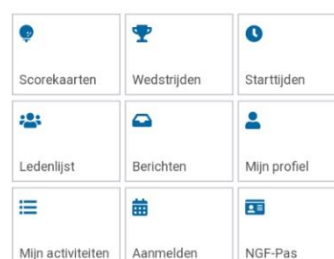 Scorekaarten Wedstrijden Starttijden
Ledenlijst Berichten Mijn profiel
Mijn activiteiten Aanmelden NGF-Pas